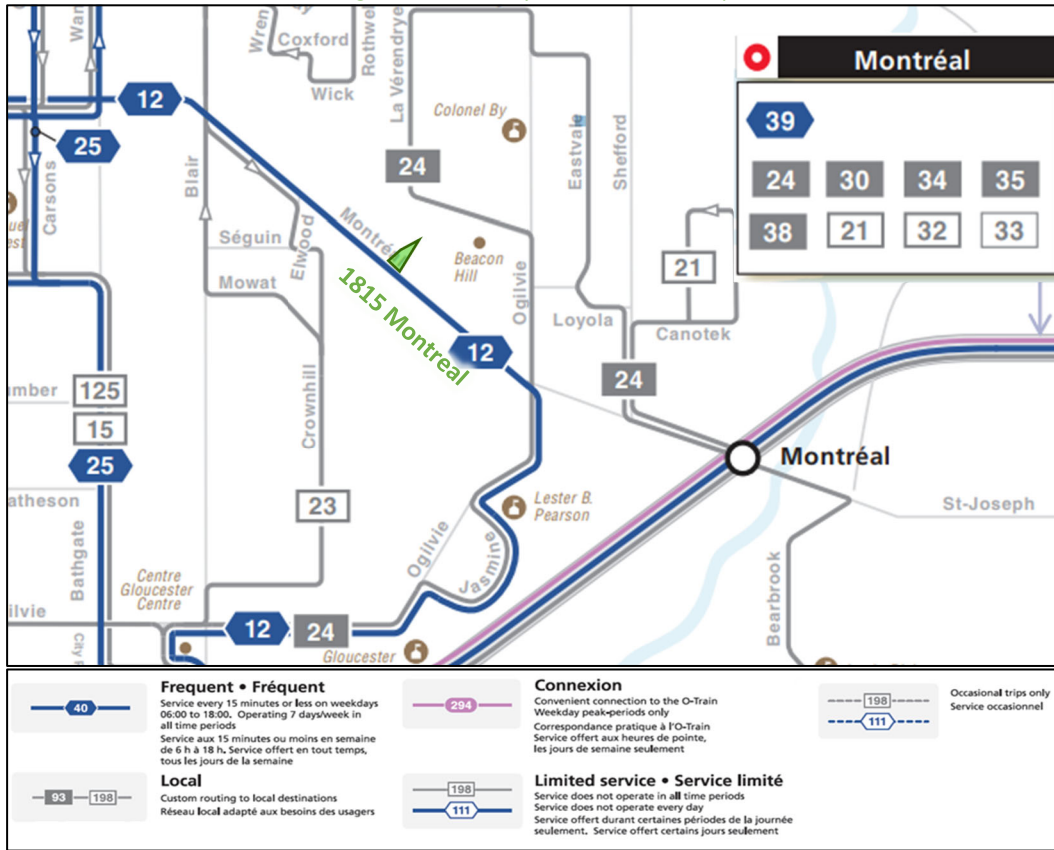 Wren
Coxford
Rothwell
Wick
La Vérendrye
Colonel By
Eastvale
Shefford
12
25
Carsons
Blair
24
Montréal
39
24 30 34 35
38 21 32 33
Séguin
Elwood
Mowat
Montré
1815 Montreal
Beacon
Hill
Ogilvie
21
Loyola
Canotek
12
24
125
15
25
Crownhill
Montréal
23
Lester B.
Pearson
St-Joseph
Ogilvie
Jasmine
Bathgate
Centre
Gloucester
Centre
12 24
Gloucester
Bearbrook
40
Frequent • Fréquent
Service every 15 minutes or less on weekdays
06:00 to 18:00. Operating 7 days/week in
all time periods
Service aux 15 minutes ou moins en semaine
de 6 h à 18 h. Service offert en tout temps,
tous les jours de la semaine
93 198
Local
Custom routing to local destinations
Réseau local adapté aux besoins des usagers
294
Connexion
Convenient connection to the O-Train
Weekday peak-periods only
Correspondance pratique à l'O-Train
Service offert aux heures de pointe,
les jours de semaine seulement
198
111
Limited service • Service limité
Service does not operate in all time periods
Service does not operate every day
Service offert durant certaines périodes de la journée
seulement. Service offert certains jours seulement
198
111
Occasional trips only
Service occasionnel